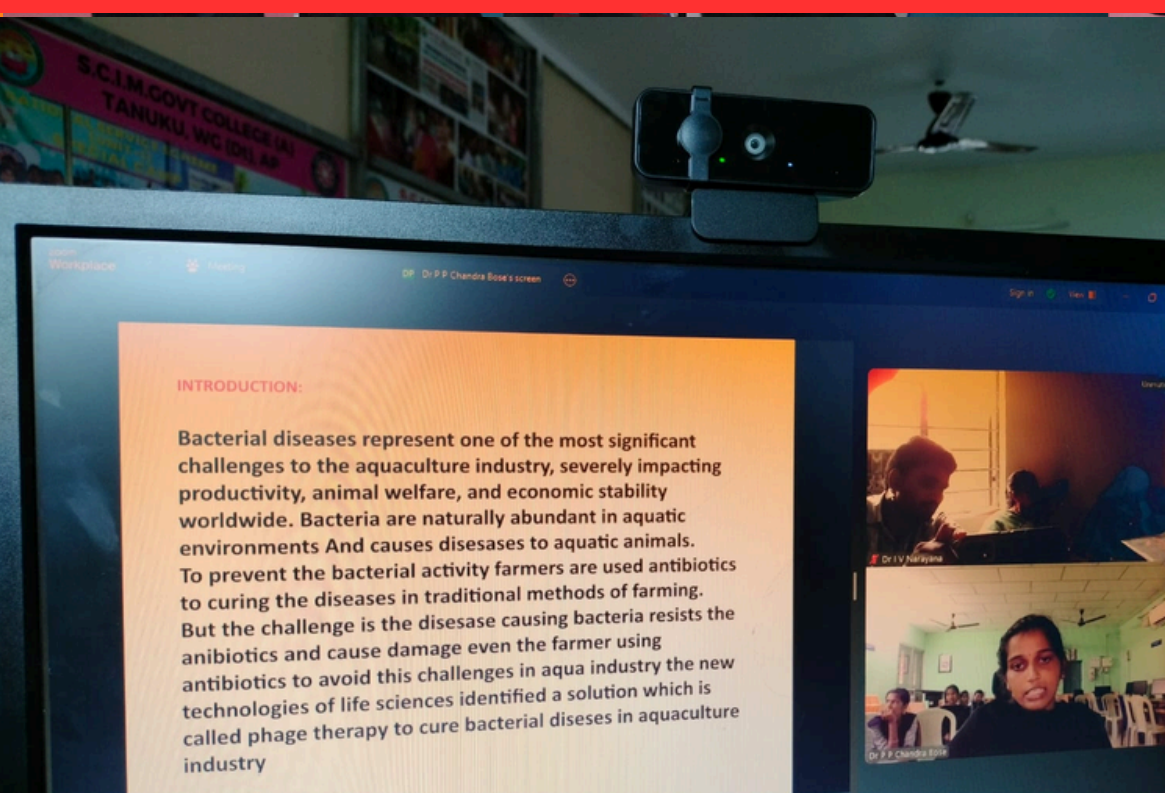 S.C.I.M.GOVT COLLEGE (A)
TANUKU, WG (Dt), AP
zoom
Workplace
Meeting
DP Dr P P Chandra Bose's screen
Sign in
View
INTRODUCTION:
Bacterial diseases represent one of the most significant
challenges to the aquaculture industry, severely impacting
productivity, animal welfare, and economic stability
worldwide. Bacteria are naturally abundant in aquatic
environments And causes disesases to aquatic animals.
To prevent the bacterial activity farmers are used antibiotics
to curing the diseases in traditional methods of farming.
But the challenge is the disesase causing bacteria resists the
anibiotics and cause damage even the farmer using
antibiotics to avoid this challenges in aqua industry the new
technologies of life sciences identified a solution which is
called phage therapy to cure bacterial diseses in aquaculture
industry
Dr I V Narayana
Dr P P Chandra Bose